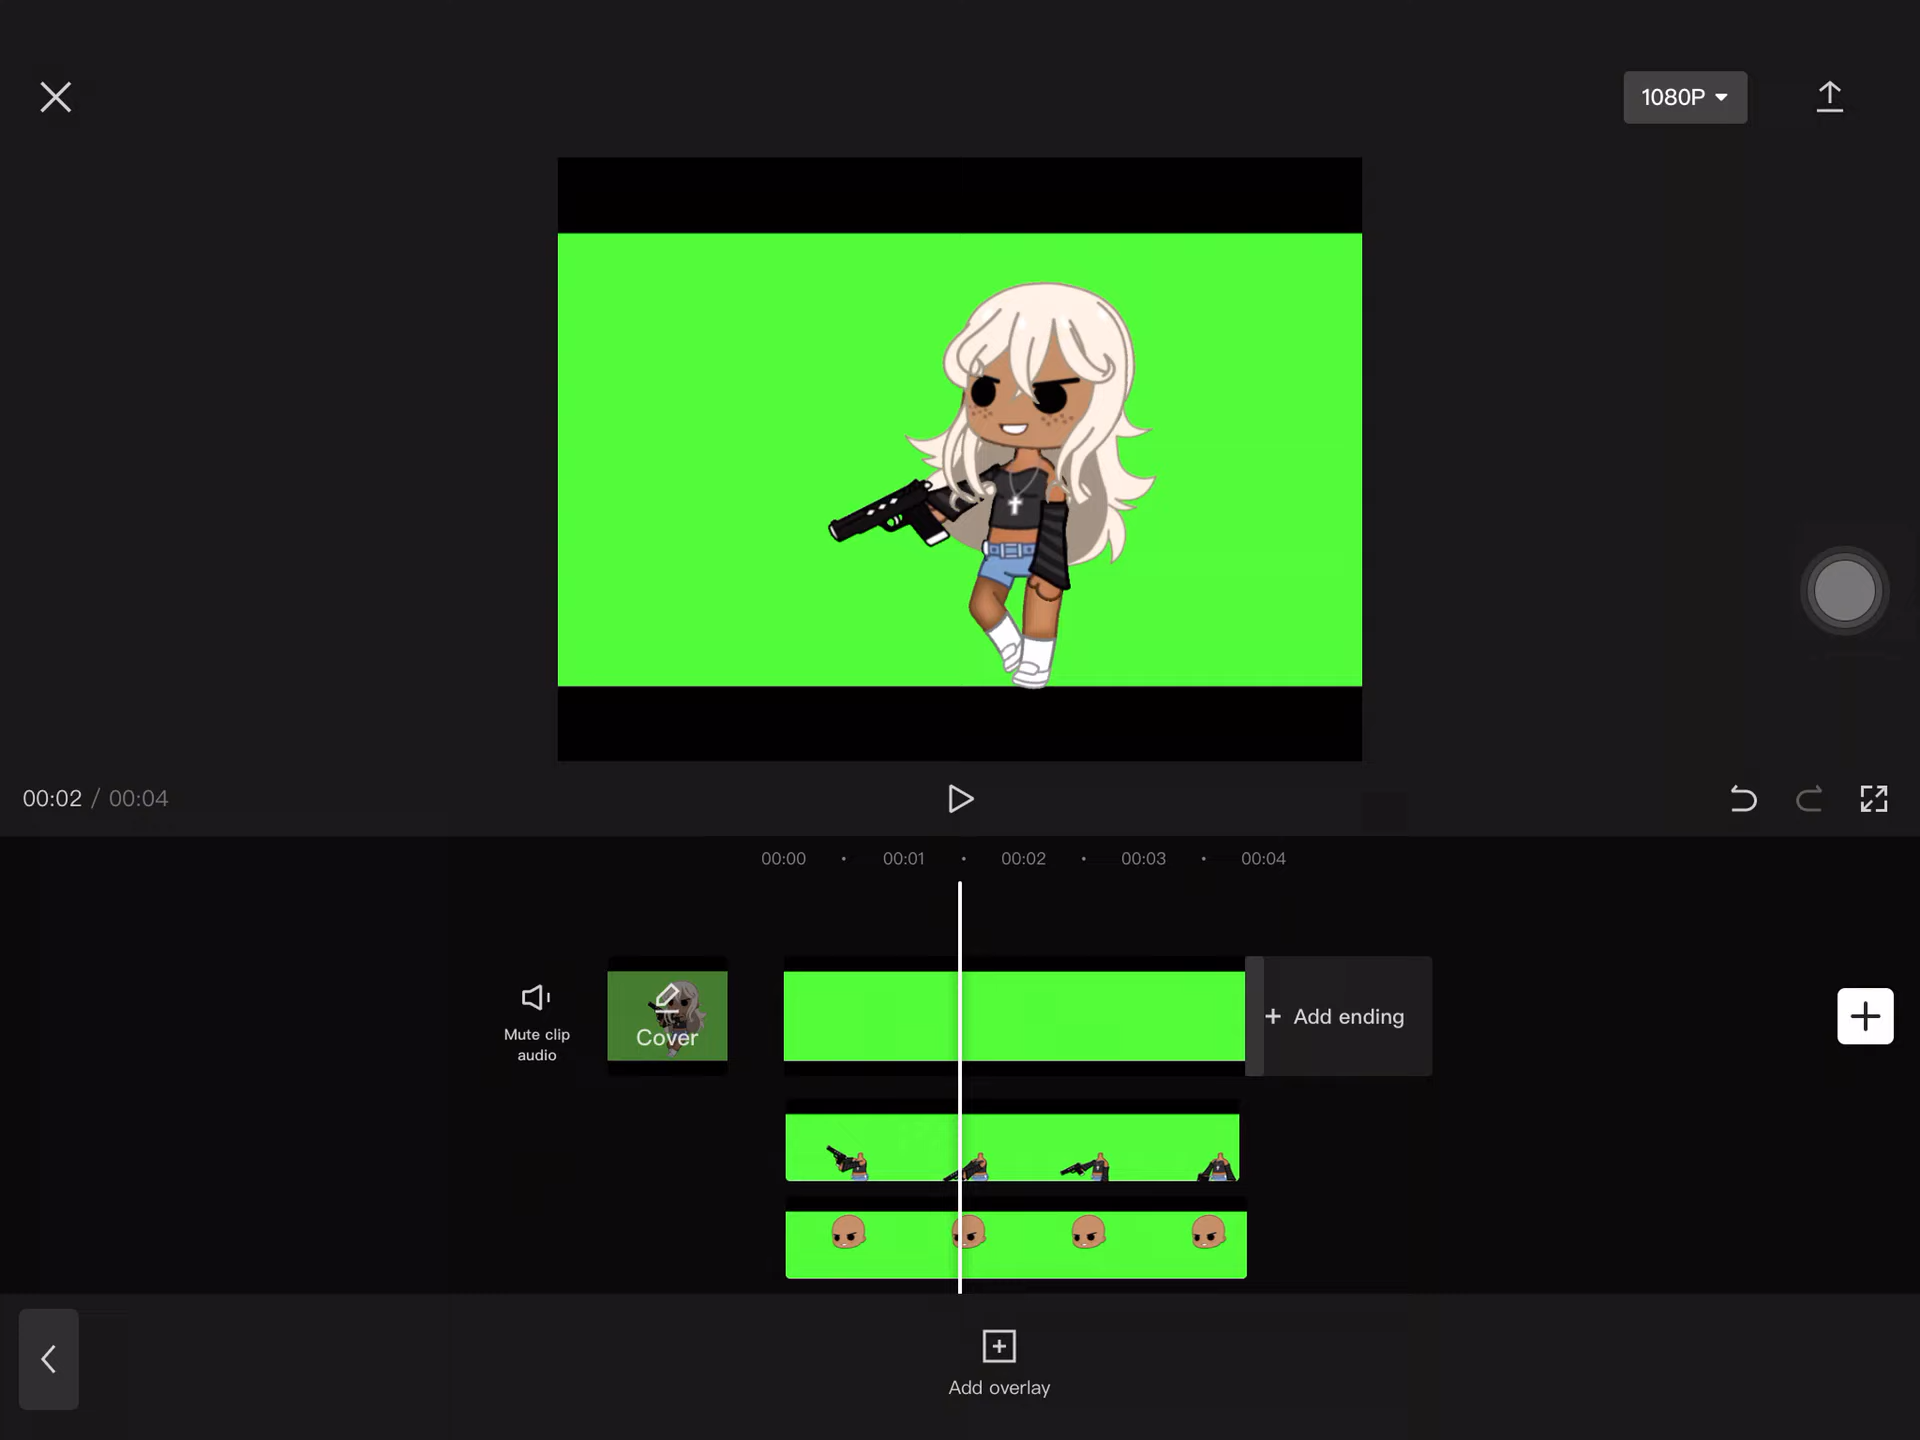 1080P
00:02 / 00:04
00:00 00:01 00:02 00:03 00:04
Mute clip
audio
Cover
+ Add ending
Add overlay